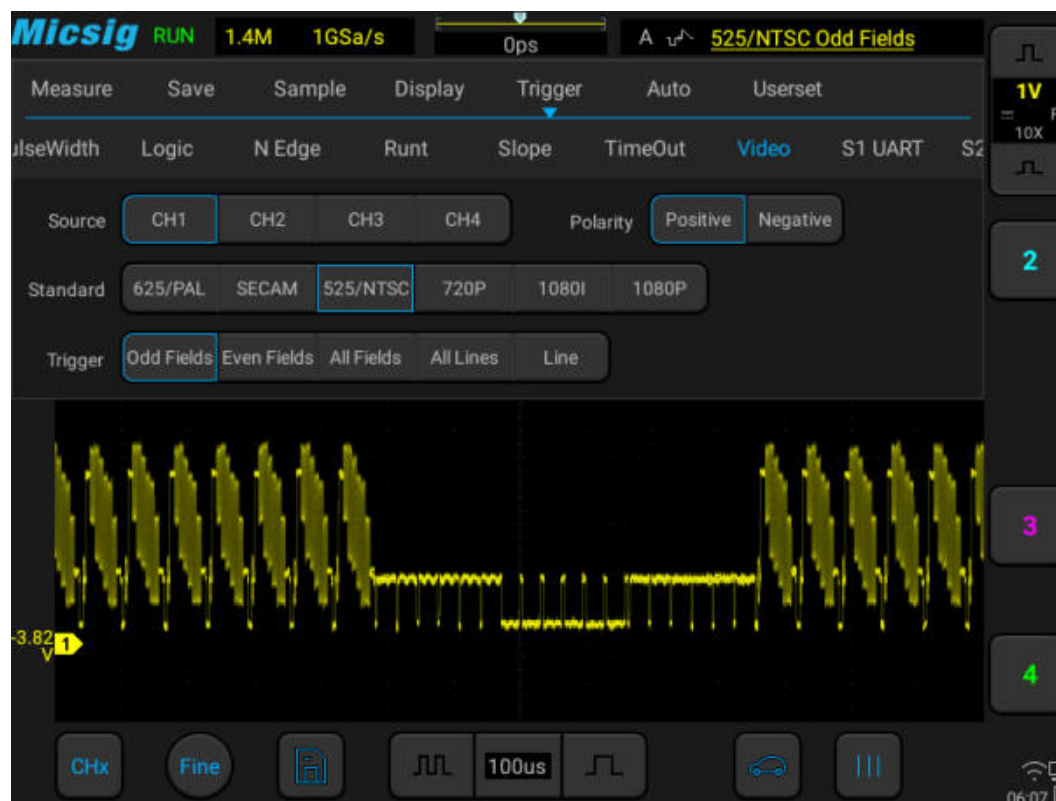 Micsig RUN 1.4M 1GSa/s 0ps A 525/NTSC Odd Fields
Measure Save Sample Display Trigger Auto Userset
ulseWidth Logic N Edge Runt Slope TimeOut Video S1 UART S2
1V
10X
Source CH1 CH2 CH3 CH4 Polarity Positive Negative
2
Standard 625/PAL SECAM 525/NTSC 720P 1080I 1080P
Trigger Odd Fields Even Fields All Fields All Lines Line
3
-3.82 1
V
4
CHx Fine 100us
06:07